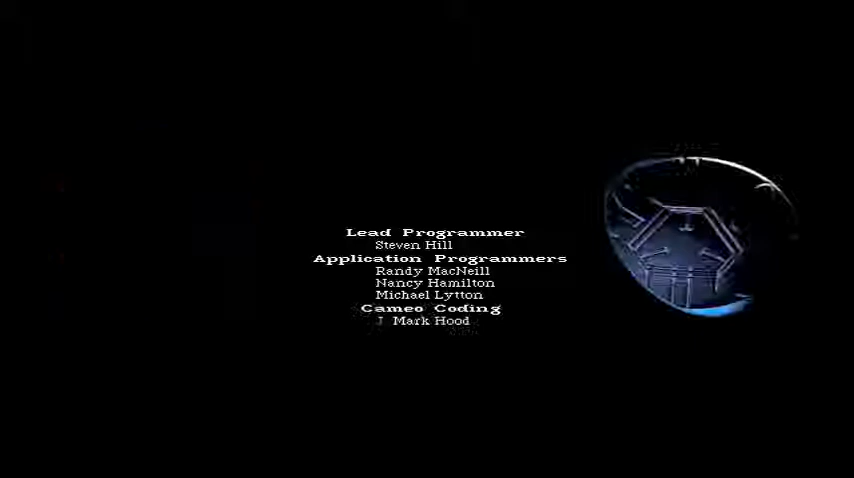 Lead Programmer
Steven Hill
Application Programmers
Randy MacNeill
Nancy Hamilton
Michael Lytton
Cameo Coding
J Mark Hood